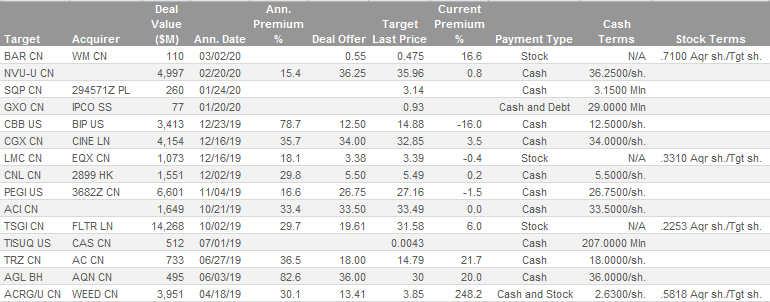 Target Acquirer Deal Value ($M) Ann. Date Ann. Premium % Deal Offer Target Last Price Current Premium % Payment Type Cash Terms Stock Terms
BAR CN WM CN 110 03/02/20 0.55 0.475 16.6 Stock N/A .7100 Aqr sh./Tgt sh.
NVU-U CN 4,997 02/20/20 15.4 36.25 35.96 0.8 Cash 36.2500/sh.
SQP CN 294571Z PL 260 01/24/20 3.14 Cash 3.1500 Mln
GXO CN IPCO SS 77 01/20/20 0.93 Cash and Debt 29.0000 Mln
CBB US BIP US 3,413 12/23/19 78.7 12.50 14.88 -16.0 Cash 12.5000/sh.
CGX CN CINE LN 4,154 12/16/19 35.7 34.00 32.85 3.5 Cash 34.0000/sh.
LMC CN EQX CN 1,073 12/16/19 18.1 3.38 3.39 -0.4 Stock N/A .3310 Aqr sh./Tgt sh.
CNL CN 2899 HK 1,551 12/02/19 29.8 5.50 5.49 0.2 Cash 5.5000/sh.
PEGI US 3682Z CN 6,601 11/04/19 16.6 26.75 27.16 -1.5 Cash 26.7500/sh.
ACI CN 1,649 10/21/19 33.4 33.50 33.49 0.0 Cash 33.5000/sh.
TSGI CN FLTR LN 14,268 10/02/19 29.7 19.61 31.58 6.0 Stock N/A .2253 Aqr sh./Tgt sh.
TISUQ US CAS CN 512 07/01/19 0.0043 Cash 207.0000 Mln
TRZ CN AC CN 733 06/27/19 36.5 18.00 14.79 21.7 Cash 18.0000/sh.
AGL BH AQN CN 495 06/03/19 82.6 36.00 30 20.0 Cash 36.0000/sh.
ACRG/U CN WEED CN 3,951 04/18/19 30.1 13.41 3.85 248.2 Cash and Stock 2.6300/sh. .5818 Aqr sh./Tgt sh.